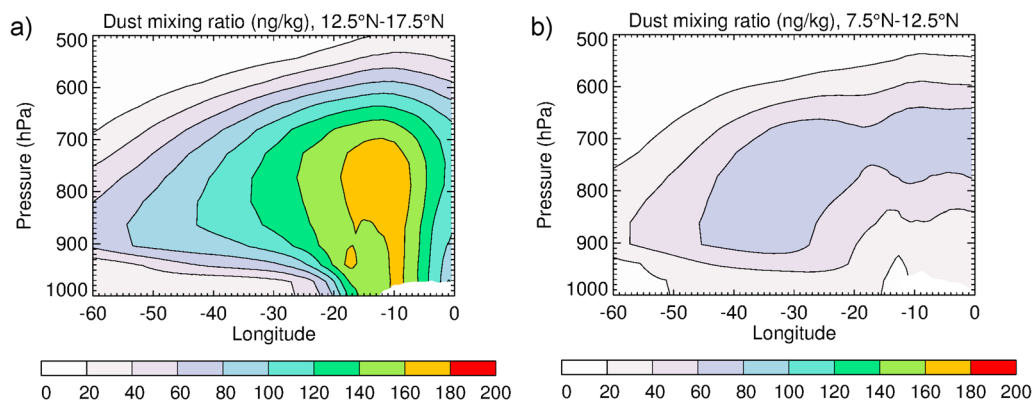 a)
Dust mixing ratio (ng/kg), 12.5°N-17.5°N
500
600
700
800
900
1000
Pressure (hPa)
-60 -50 -40 -30 -20 -10 0
Longitude
0 20 40 60 80 100 120 140 160 180 200
b)
Dust mixing ratio (ng/kg), 7.5°N-12.5°N
500
600
700
800
900
1000
Pressure (hPa)
-60 -50 -40 -30 -20 -10 0
Longitude
0 20 40 60 80 100 120 140 160 180 200